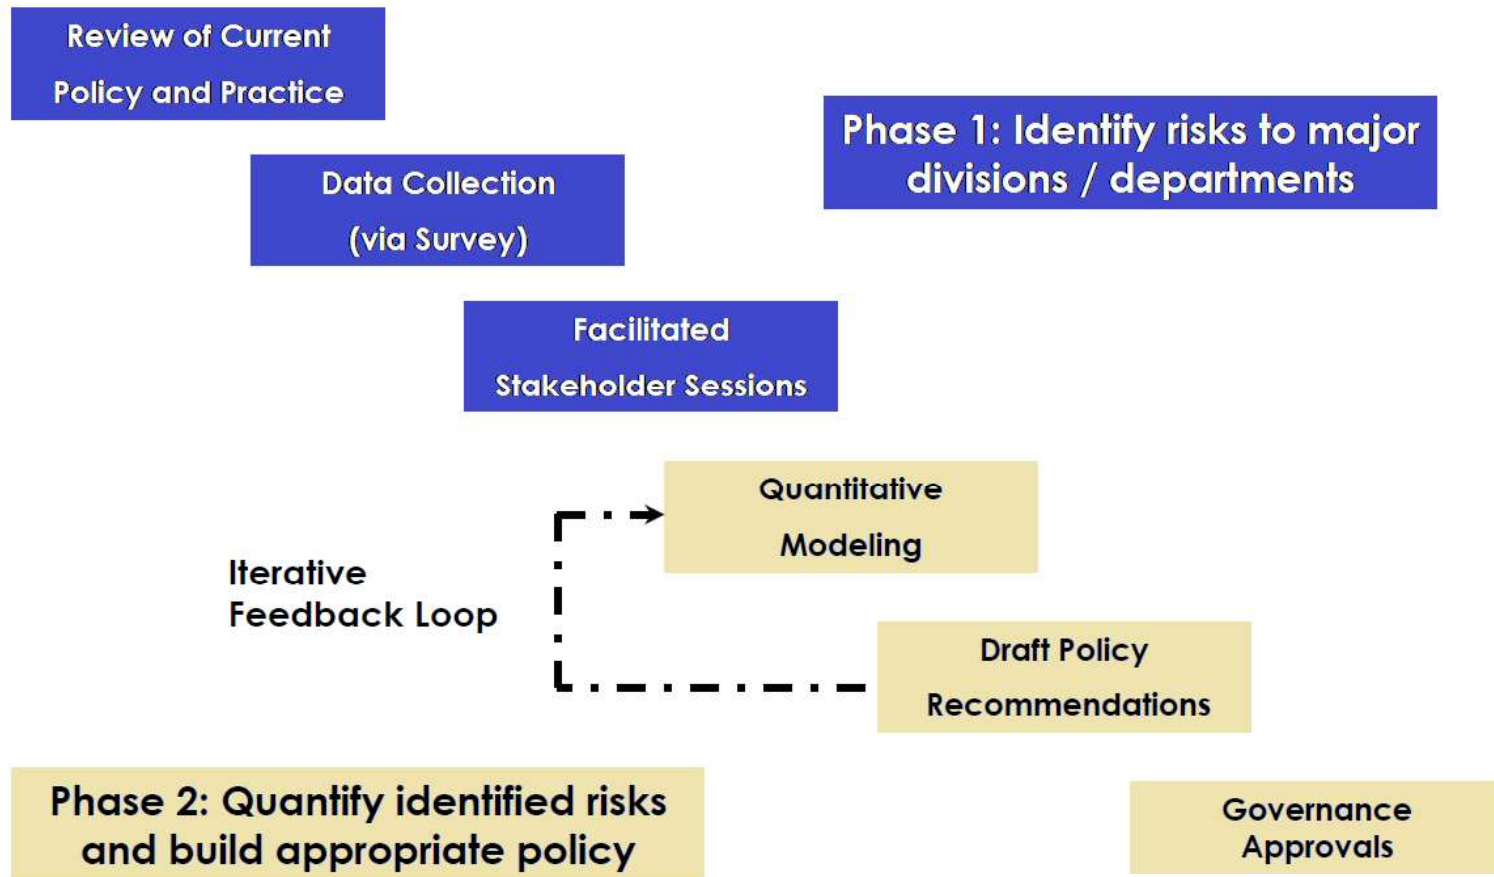 Review of Current
Policy and Practice
Phase 1: Identify risks to major
divisions / departments
Data Collection
(via Survey)
Facilitated
Stakeholder Sessions
Quantitative
Modeling
Iterative
Feedback Loop
Draft Policy
Recommendations
Phase 2: Quantify identified risks
and build appropriate policy
Governance
Approvals